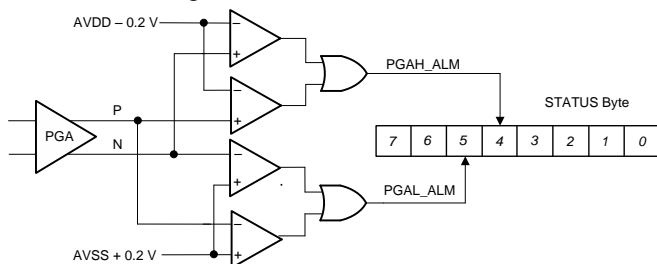 AVDD – 0.2 V
–
+
PGAH_ALM
–
+
P
PGA
N
STATUS Byte
7 6 5 4 3 2 1 0
–
+
PGAL_ALM
–
+
AVSS + 0.2 V